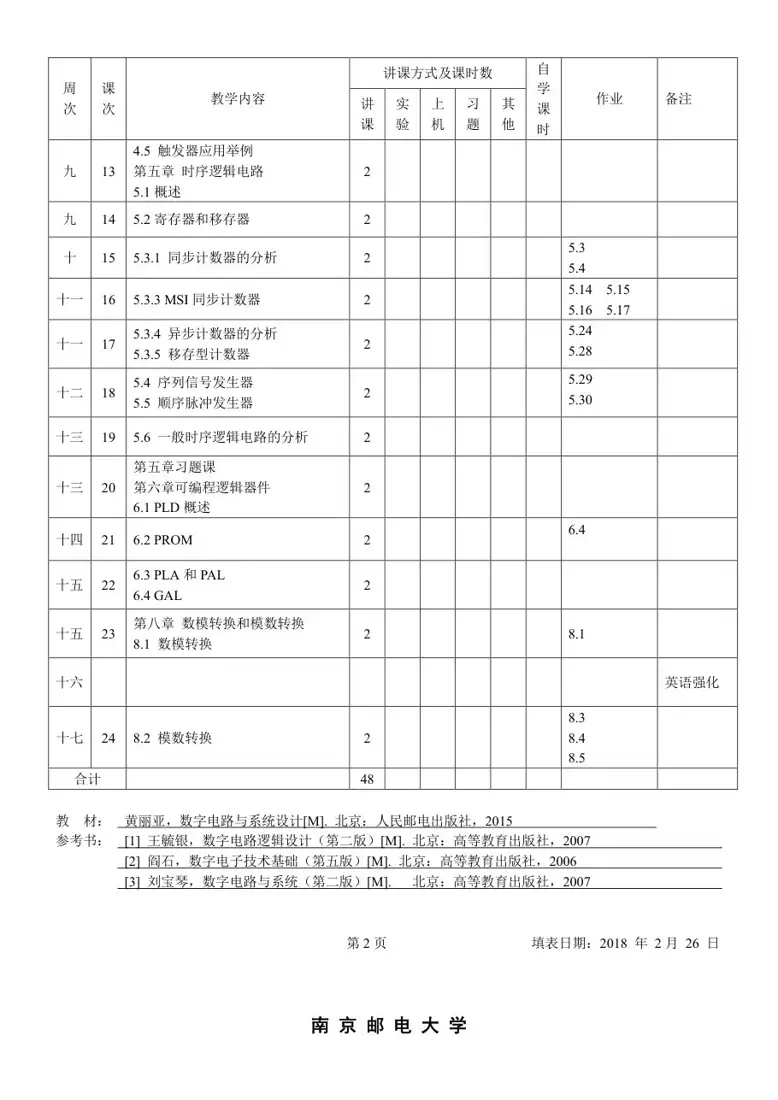 周次 课次 教学内容 讲课方式及课时数 自学课时 作业 备注
讲课 实验 上机 习题 其他
九 13 4.5 触发器应用举例 2
第五章 时序逻辑电路
5.1 概述
九 14 5.2 寄存器和移存器 2
十 15 5.3.1 同步计数器的分析 2 5.3
5.4
十一 16 5.3.3 MSI 同步计数器 2 5.14 5.15
5.16 5.17
十一 17 5.3.4 异步计数器的分析 2 5.24
5.3.5 移存型计数器 5.28
十二 18 5.4 序列信号发生器 2 5.29
5.5 顺序脉冲发生器 5.30
十三 19 5.6 一般时序逻辑电路的分析 2
十三 20 第五章习题课 2
第六章可编程逻辑器件
6.1 PLD 概述
十四 21 6.2 PROM 2 6.4
十五 22 6.3 PLA 和 PAL 2
6.4 GAL
十五 23 第八章 数模转换和模数转换 2 8.1
8.1 数模转换
十六 英语强化
十七 24 8.2 模数转换 2 8.3
8.4
8.5
合计 48
教 材： 黄丽亚，数字电路与系统设计[M]. 北京：人民邮电出版社，2015
参考书： [1] 王毓银，数字电路逻辑设计（第二版）[M]. 北京：高等教育出版社，2007
[2] 阎石，数字电子技术基础（第五版）[M]. 北京：高等教育出版社，2006
[3] 刘宝琴，数字电路与系统（第二版）[M]. 北京：高等教育出版社，2007
第 2 页 填表日期：2018 年 2 月 26 日
南京邮电大学